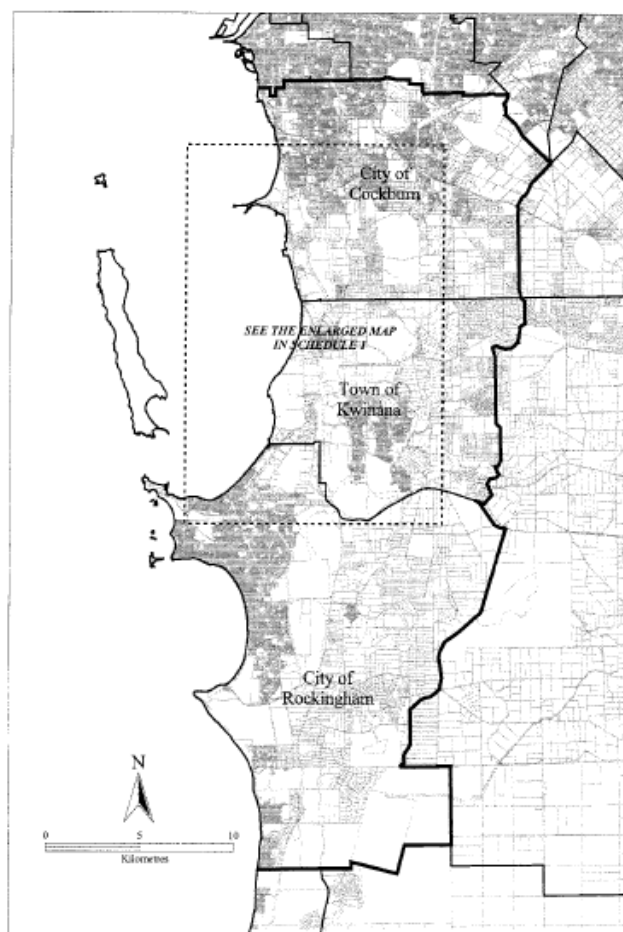 City of
Cockburn
SEE THE ENLARGED MAP
IN SCHEDULE 1
Town of
Kwinana
City of
Rockingham
N
0 5 10
Kilometres